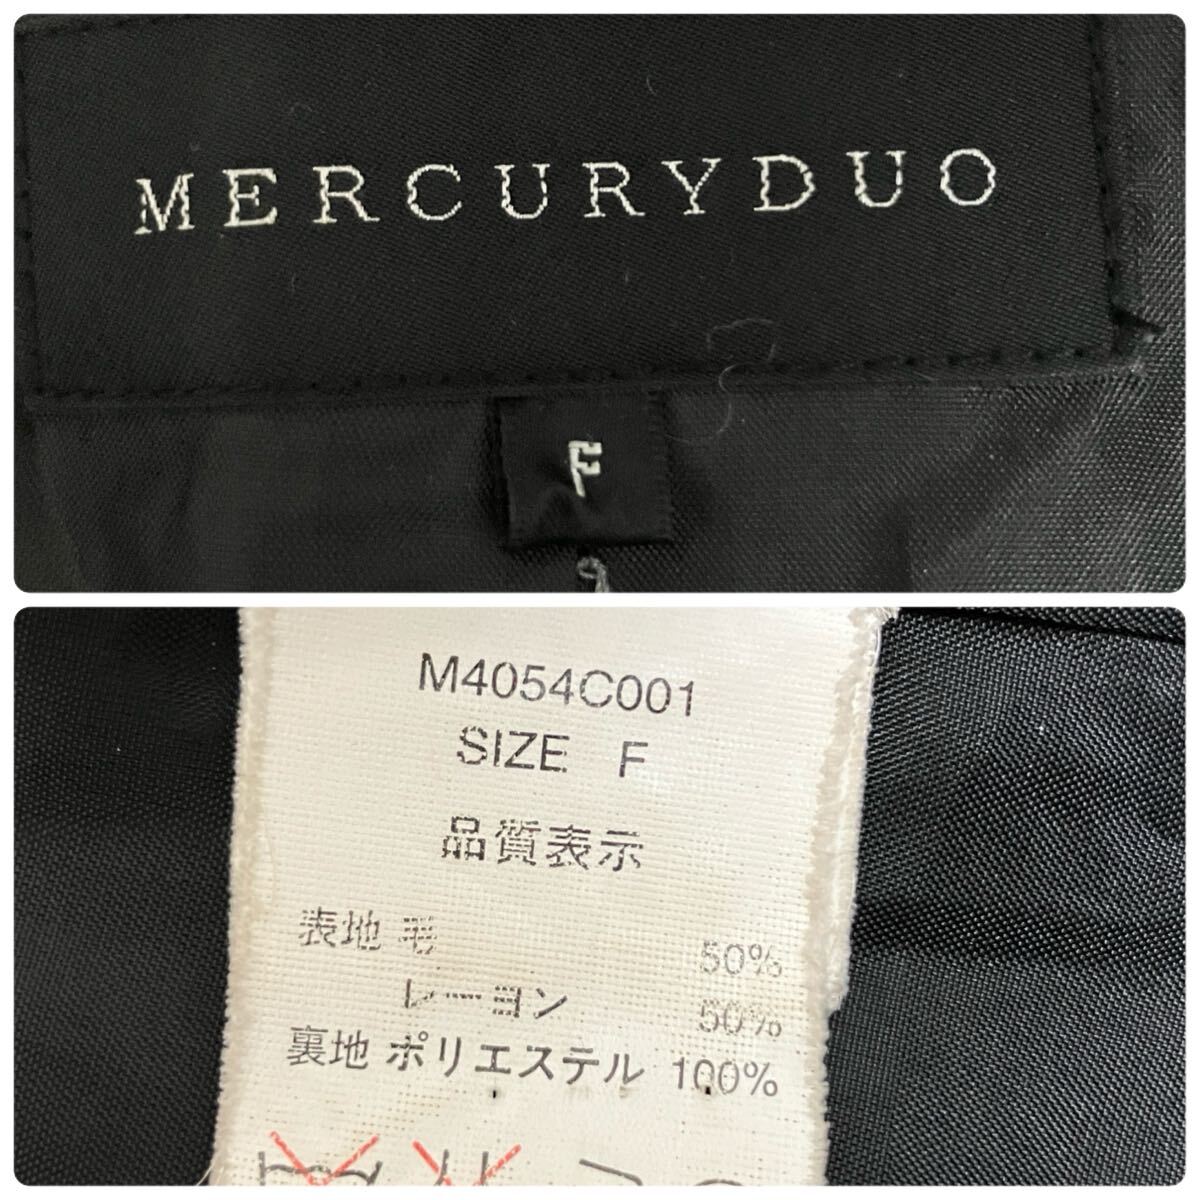 MERCURYDUO
F
M4054C001
SIZE F
品質表示
表地 毛 50%
レーヨン 50%
裏地 ポリエステル 100%